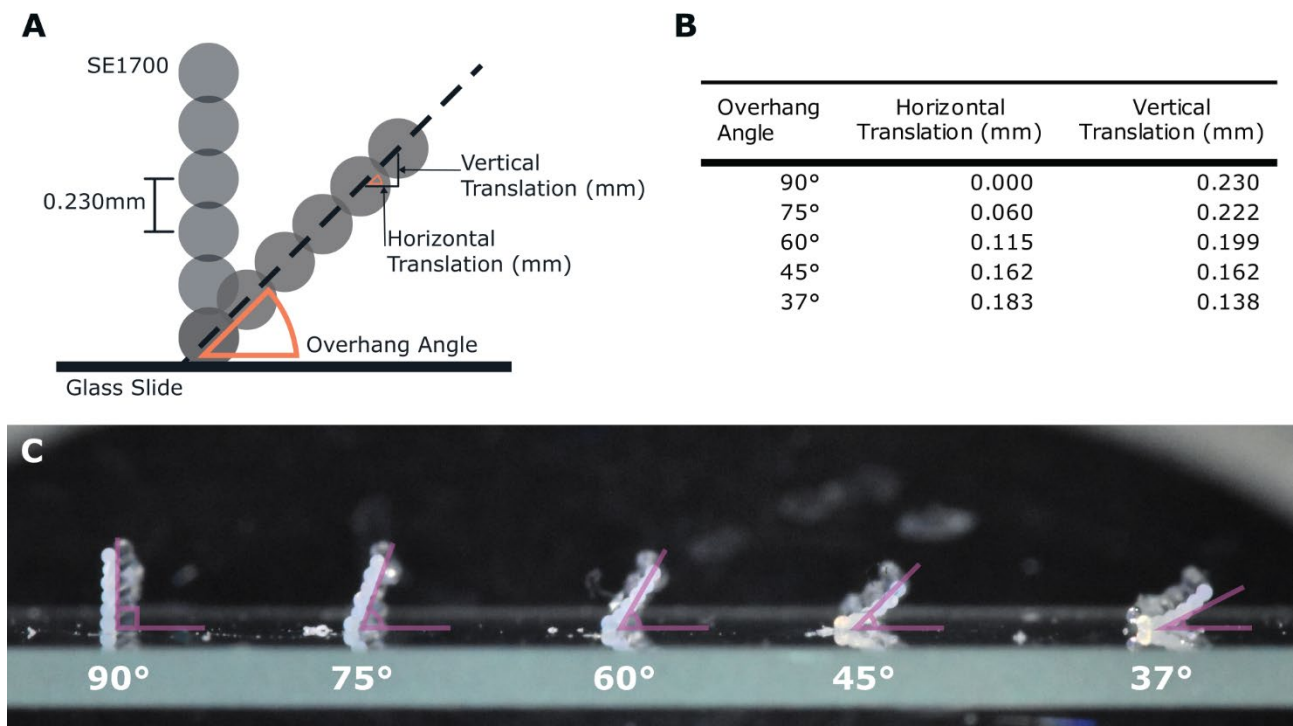 A
SE1700
0.230mm
Vertical
Translation (mm)
Horizontal
Translation (mm)
Overhang Angle
Glass Slide
B
Overhang Angle Horizontal Translation (mm) Vertical Translation (mm)
90° 0.000 0.230
75° 0.060 0.222
60° 0.115 0.199
45° 0.162 0.162
37° 0.183 0.138
C
90° 75° 60° 45° 37°